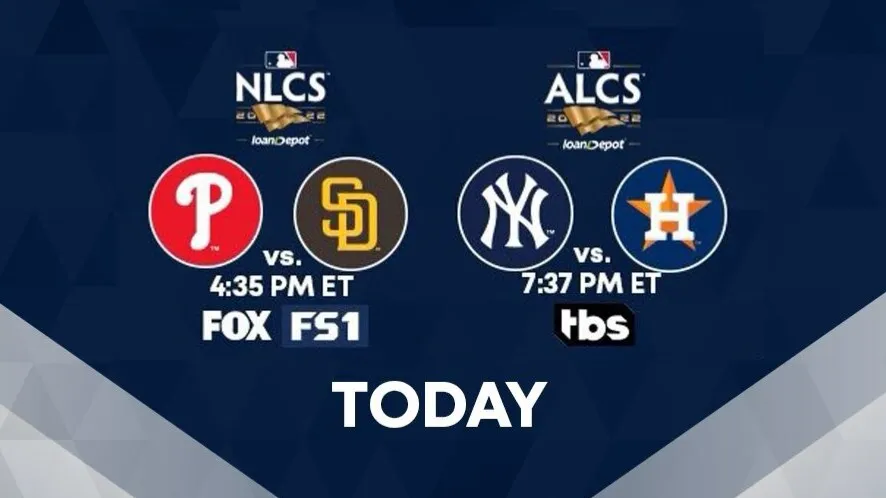 NLCS
2022
loanDepot
P
SD
vs.
4:35 PM ET
FOX FS1
ALCS
2022
loanDepot
NY
H
vs.
7:37 PM ET
tbs
TODAY